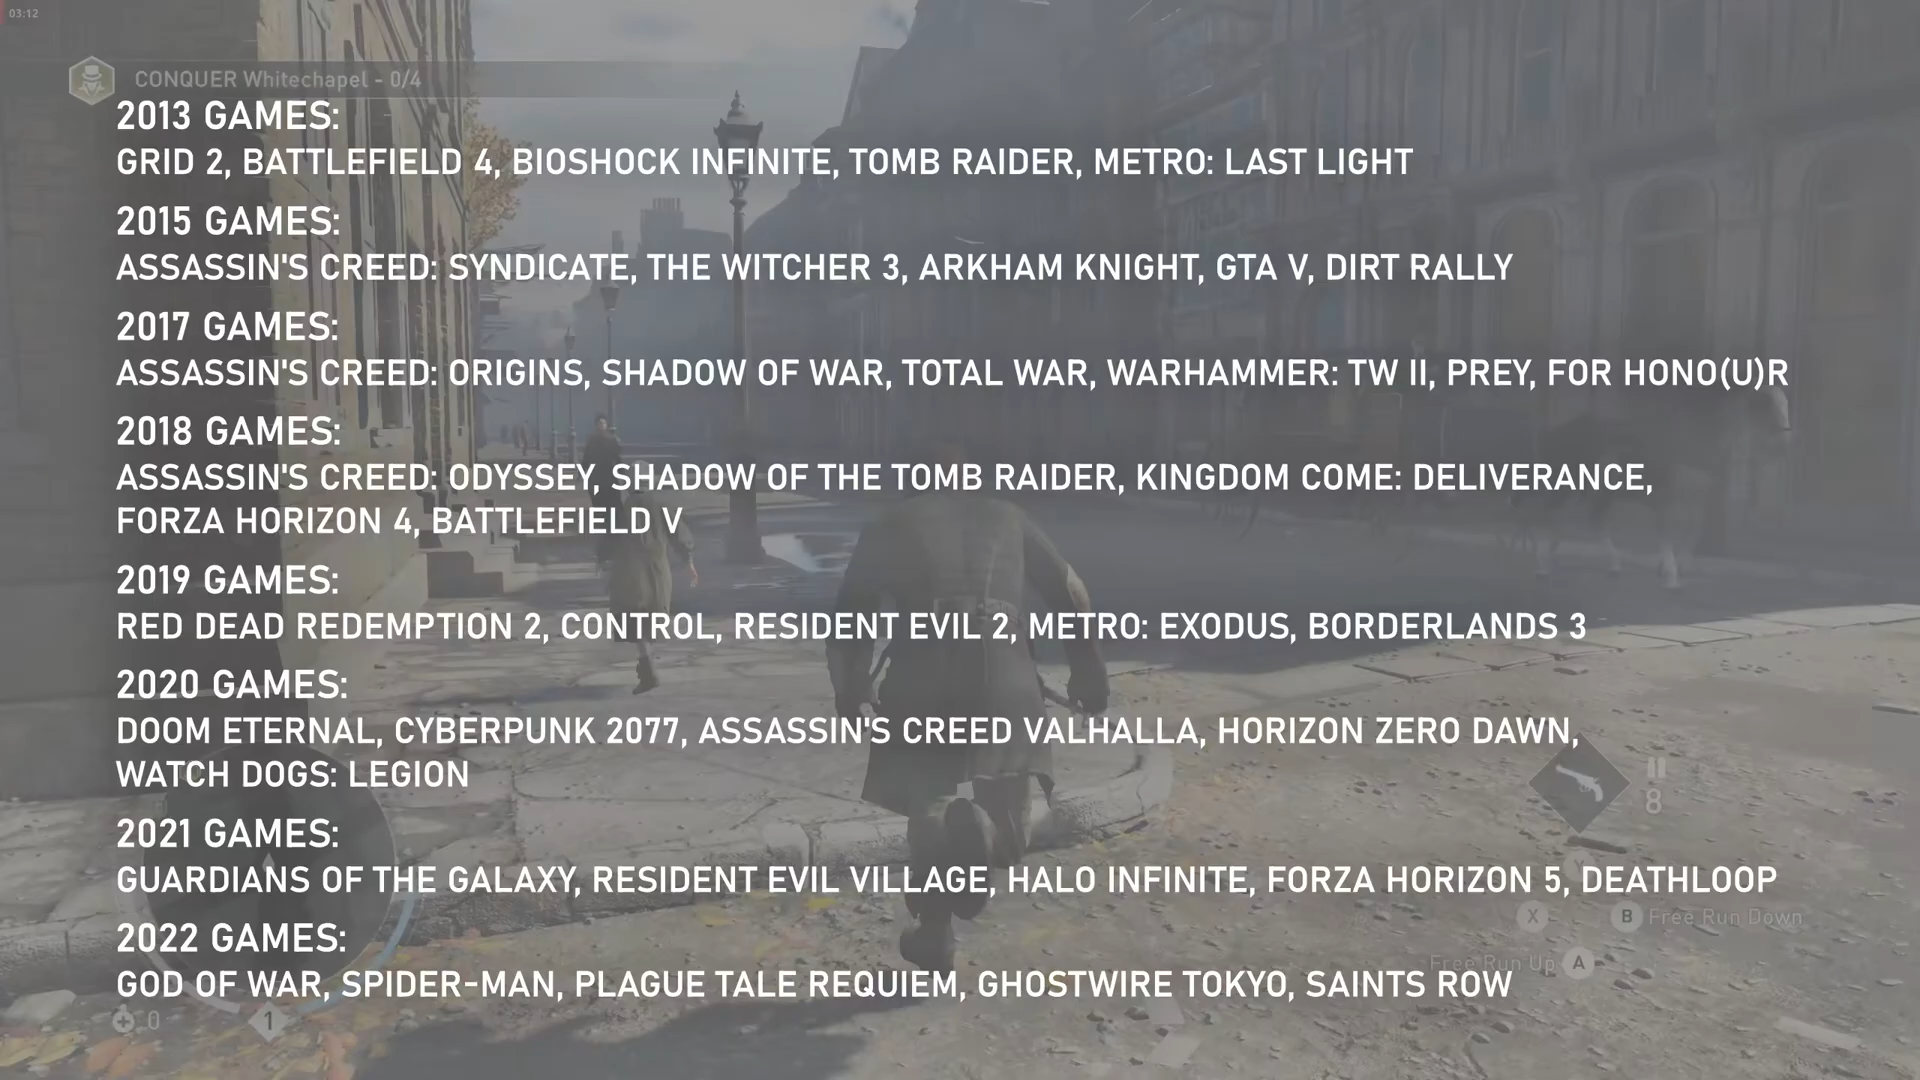 03:12
CONQUER Whitechapel - 0/4
2013 GAMES:
GRID 2, BATTLEFIELD 4, BIOSHOCK INFINITE, TOMB RAIDER, METRO: LAST LIGHT
2015 GAMES:
ASSASSIN'S CREED: SYNDICATE, THE WITCHER 3, ARKHAM KNIGHT, GTA V, DIRT RALLY
2017 GAMES:
ASSASSIN'S CREED: ORIGINS, SHADOW OF WAR, TOTAL WAR, WARHAMMER: TW II, PREY, FOR HONO(U)R
2018 GAMES:
ASSASSIN'S CREED: ODYSSEY, SHADOW OF THE TOMB RAIDER, KINGDOM COME: DELIVERANCE,
FORZA HORIZON 4, BATTLEFIELD V
2019 GAMES:
RED DEAD REDEMPTION 2, CONTROL, RESIDENT EVIL 2, METRO: EXODUS, BORDERLANDS 3
2020 GAMES:
DOOM ETERNAL, CYBERPUNK 2077, ASSASSIN'S CREED VALHALLA, HORIZON ZERO DAWN,
WATCH DOGS: LEGION
8
2021 GAMES:
GUARDIANS OF THE GALAXY, RESIDENT EVIL VILLAGE, HALO INFINITE, FORZA HORIZON 5, DEATHLOOP
X B Free Run Down
2022 GAMES:
Free Run Up A
GOD OF WAR, SPIDER-MAN, PLAGUE TALE REQUIEM, GHOSTWIRE TOKYO, SAINTS ROW
0 1